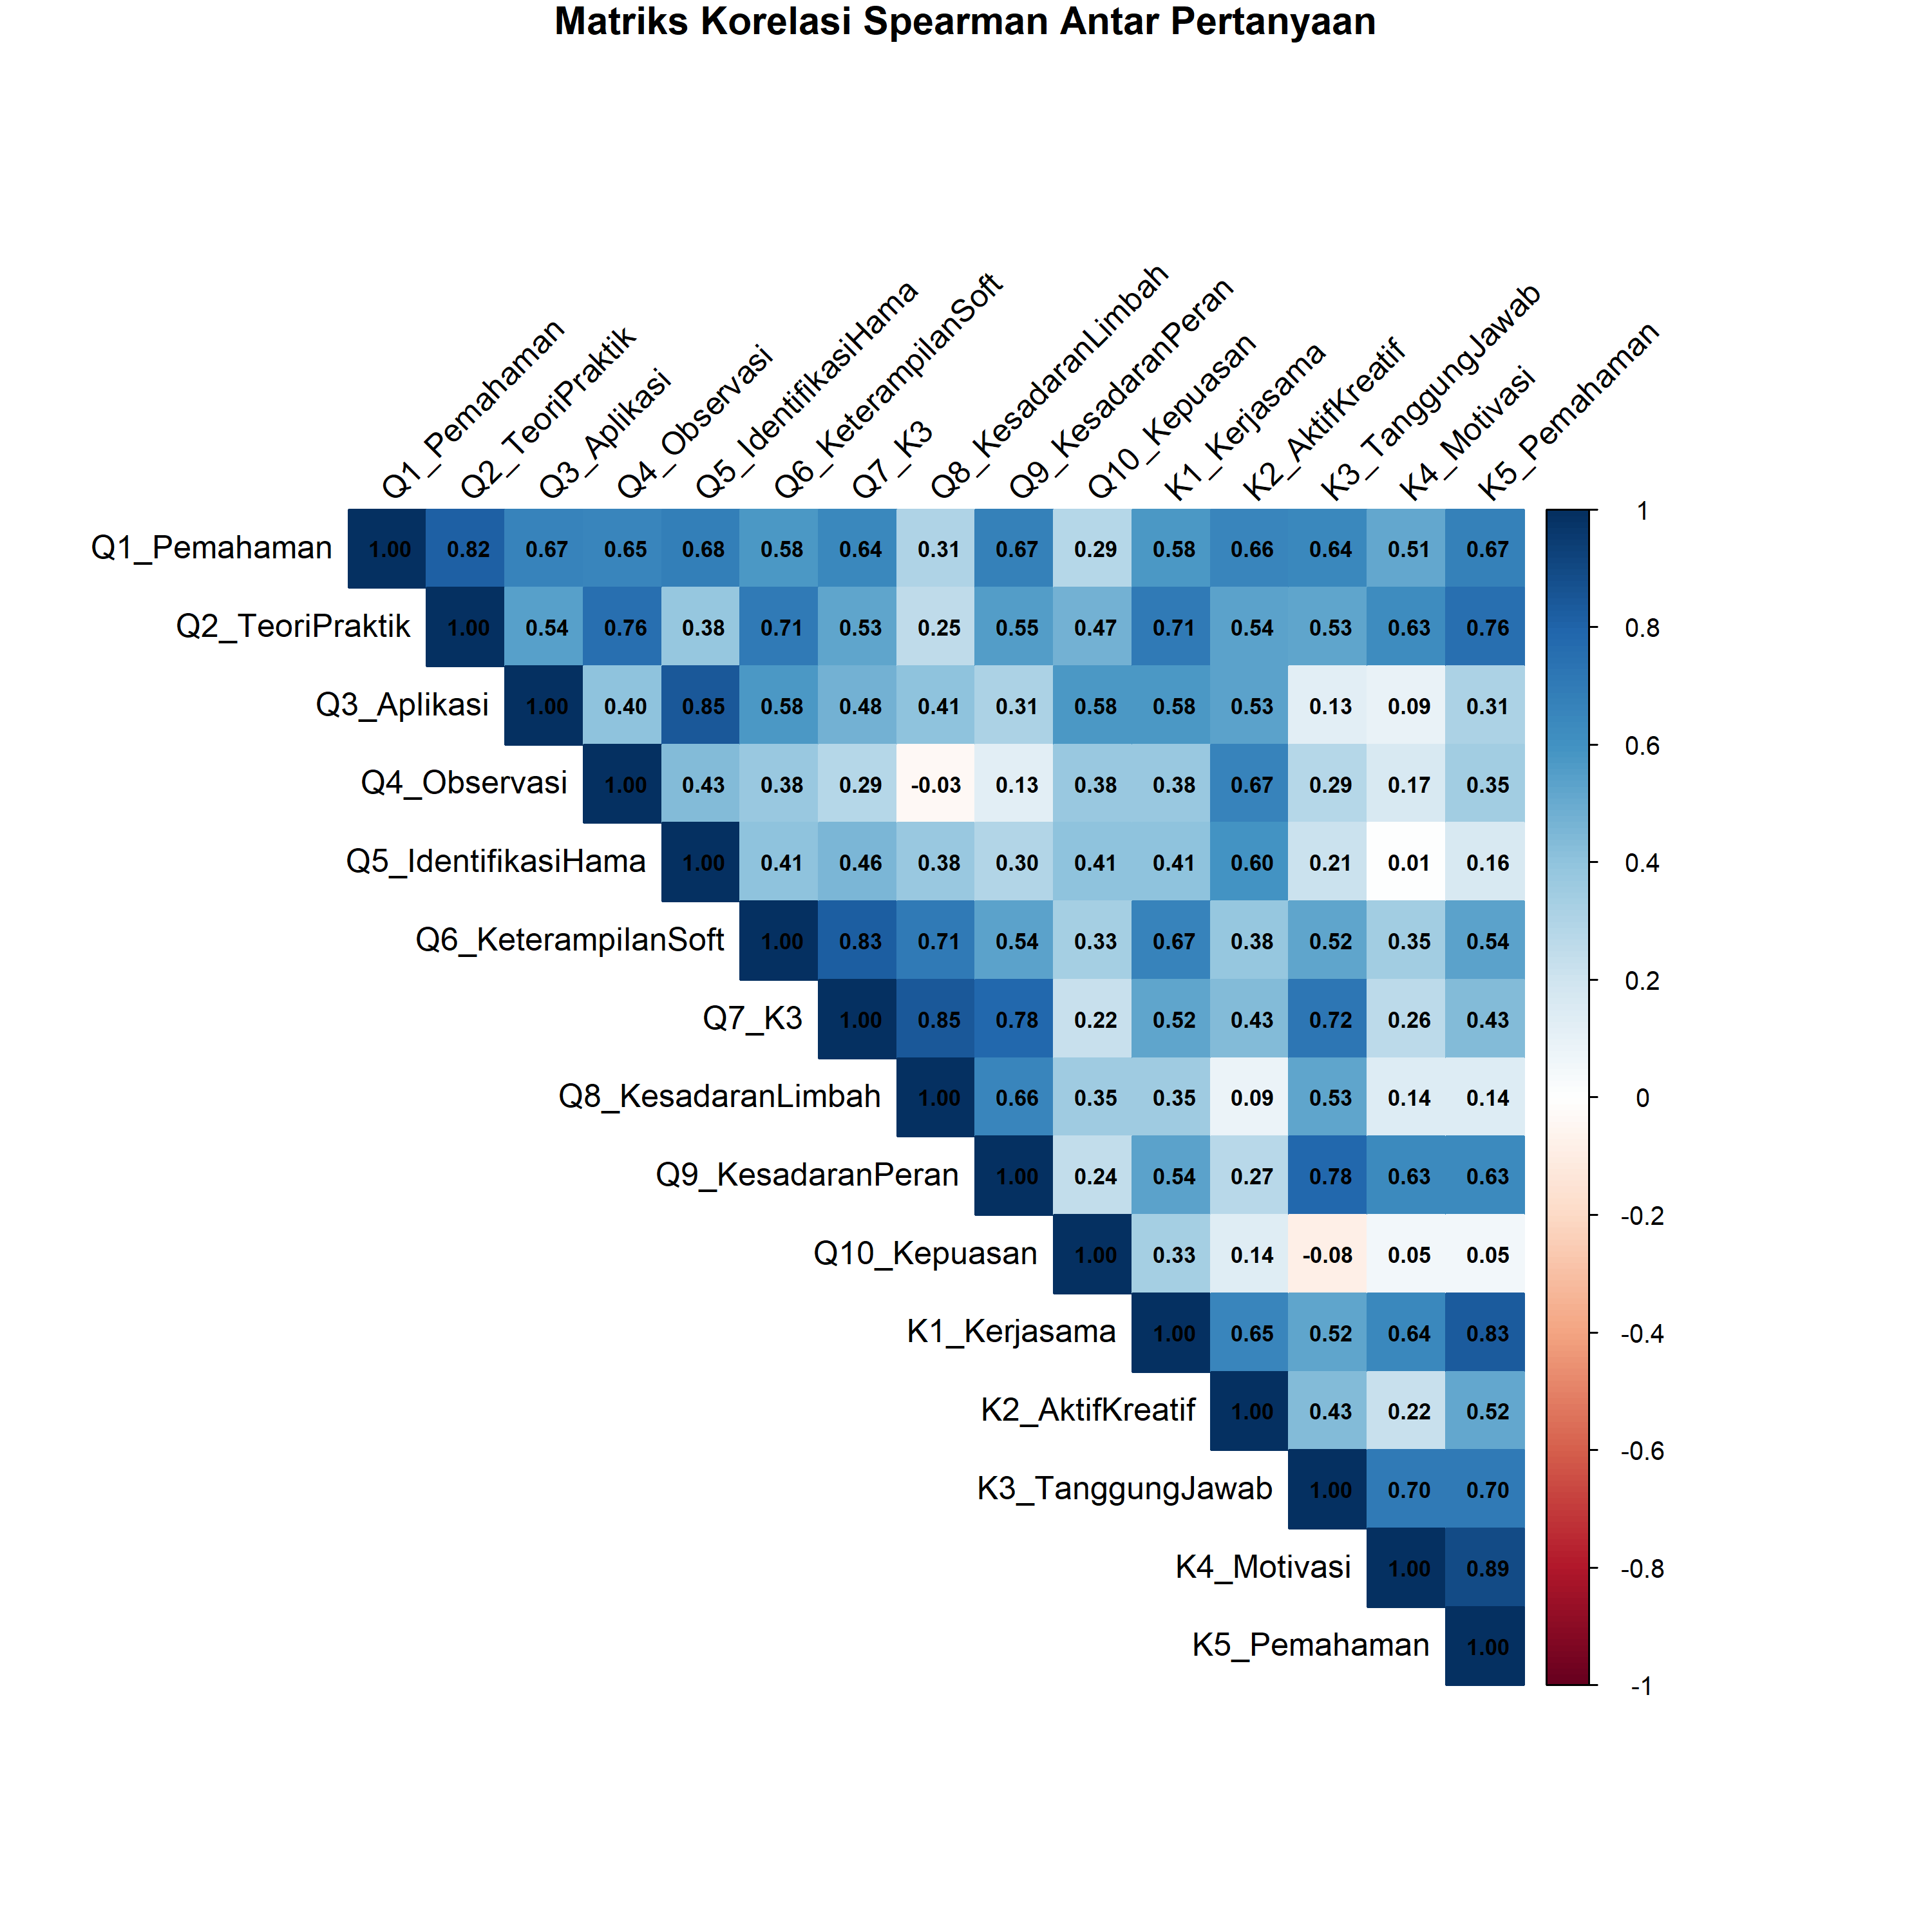 Matriks Korelasi Spearman Antar Pertanyaan
Q1_Pemahaman
Q2_TeoriPraktik
Q3_Aplikasi
Q4_Observasi
Q5_IdentifikasiHama
Q6_KeterampilanSoft
Q7_K3
Q8_KesadaranLimbah
Q9_KesadaranPeran
Q10_Kepuasan
K1_Kerjasama
K2_AktifKreatif
K3_TanggungJawab
K4_Motivasi
K5_Pemahaman
Q1_Pemahaman 1.00 0.82 0.67 0.65 0.68 0.58 0.64 0.31 0.67 0.29 0.58 0.66 0.64 0.51 0.67
Q2_TeoriPraktik 1.00 0.54 0.76 0.38 0.71 0.53 0.25 0.55 0.47 0.71 0.54 0.53 0.63 0.76
Q3_Aplikasi 1.00 0.40 0.85 0.58 0.48 0.41 0.31 0.58 0.58 0.53 0.13 0.09 0.31
Q4_Observasi 1.00 0.43 0.38 0.29 -0.03 0.13 0.38 0.38 0.67 0.29 0.17 0.35
Q5_IdentifikasiHama 1.00 0.41 0.46 0.38 0.30 0.41 0.41 0.60 0.21 0.01 0.16
Q6_KeterampilanSoft 1.00 0.83 0.71 0.54 0.33 0.67 0.38 0.52 0.35 0.54
Q7_K3 1.00 0.85 0.78 0.22 0.52 0.43 0.72 0.26 0.43
Q8_KesadaranLimbah 1.00 0.66 0.35 0.35 0.09 0.53 0.14 0.14
Q9_KesadaranPeran 1.00 0.24 0.54 0.27 0.78 0.63 0.63
Q10_Kepuasan 1.00 0.33 0.14 -0.08 0.05 0.05
K1_Kerjasama 1.00 0.65 0.52 0.64 0.83
K2_AktifKreatif 1.00 0.43 0.22 0.52
K3_TanggungJawab 1.00 0.70 0.70
K4_Motivasi 1.00 0.89
K5_Pemahaman 1.00
1
0.8
0.6
0.4
0.2
0
-0.2
-0.4
-0.6
-0.8
-1